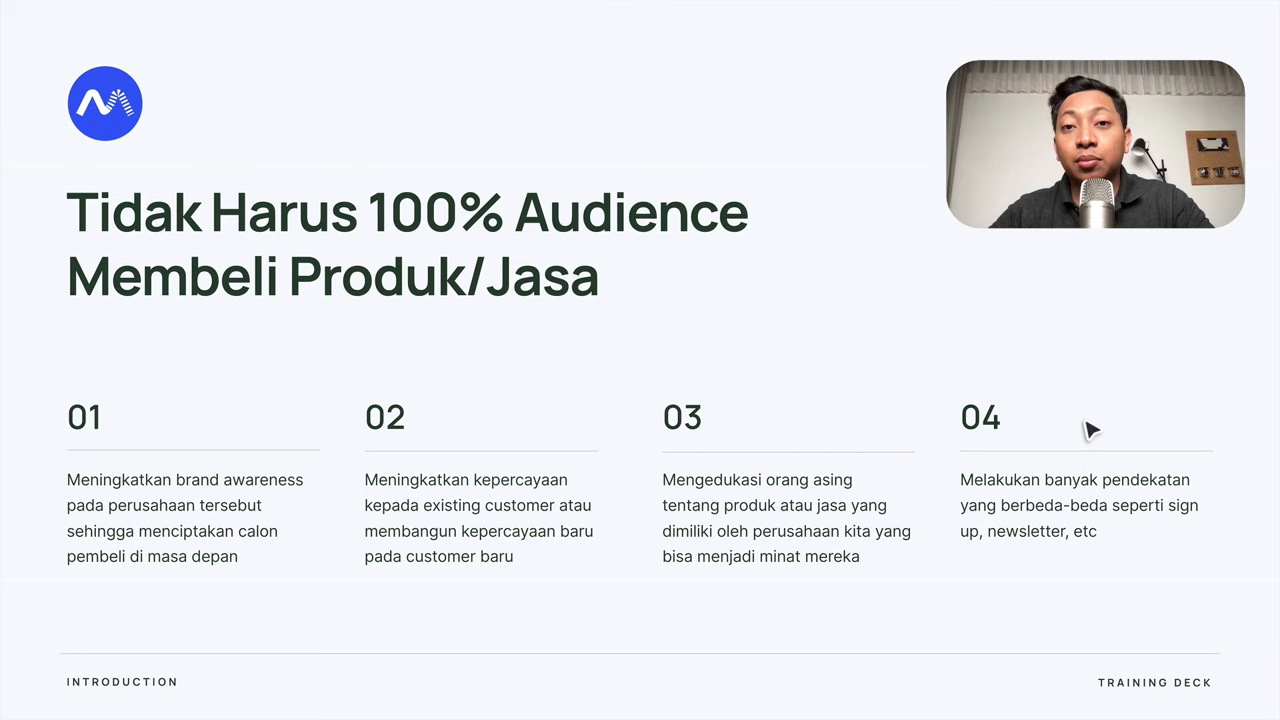 Tidak Harus 100% Audience
Membeli Produk/Jasa
01
Meningkatkan brand awareness
pada perusahaan tersebut
sehingga menciptakan calon
pembeli di masa depan
02
Meningkatkan kepercayaan
kepada existing customer atau
membangun kepercayaan baru
pada customer baru
03
Mengedukasi orang asing
tentang produk atau jasa yang
dimiliki oleh perusahaan kita yang
bisa menjadi minat mereka
04
Melakukan banyak pendekatan
yang berbeda-beda seperti sign
up, newsletter, etc
INTRODUCTION
TRAINING DECK